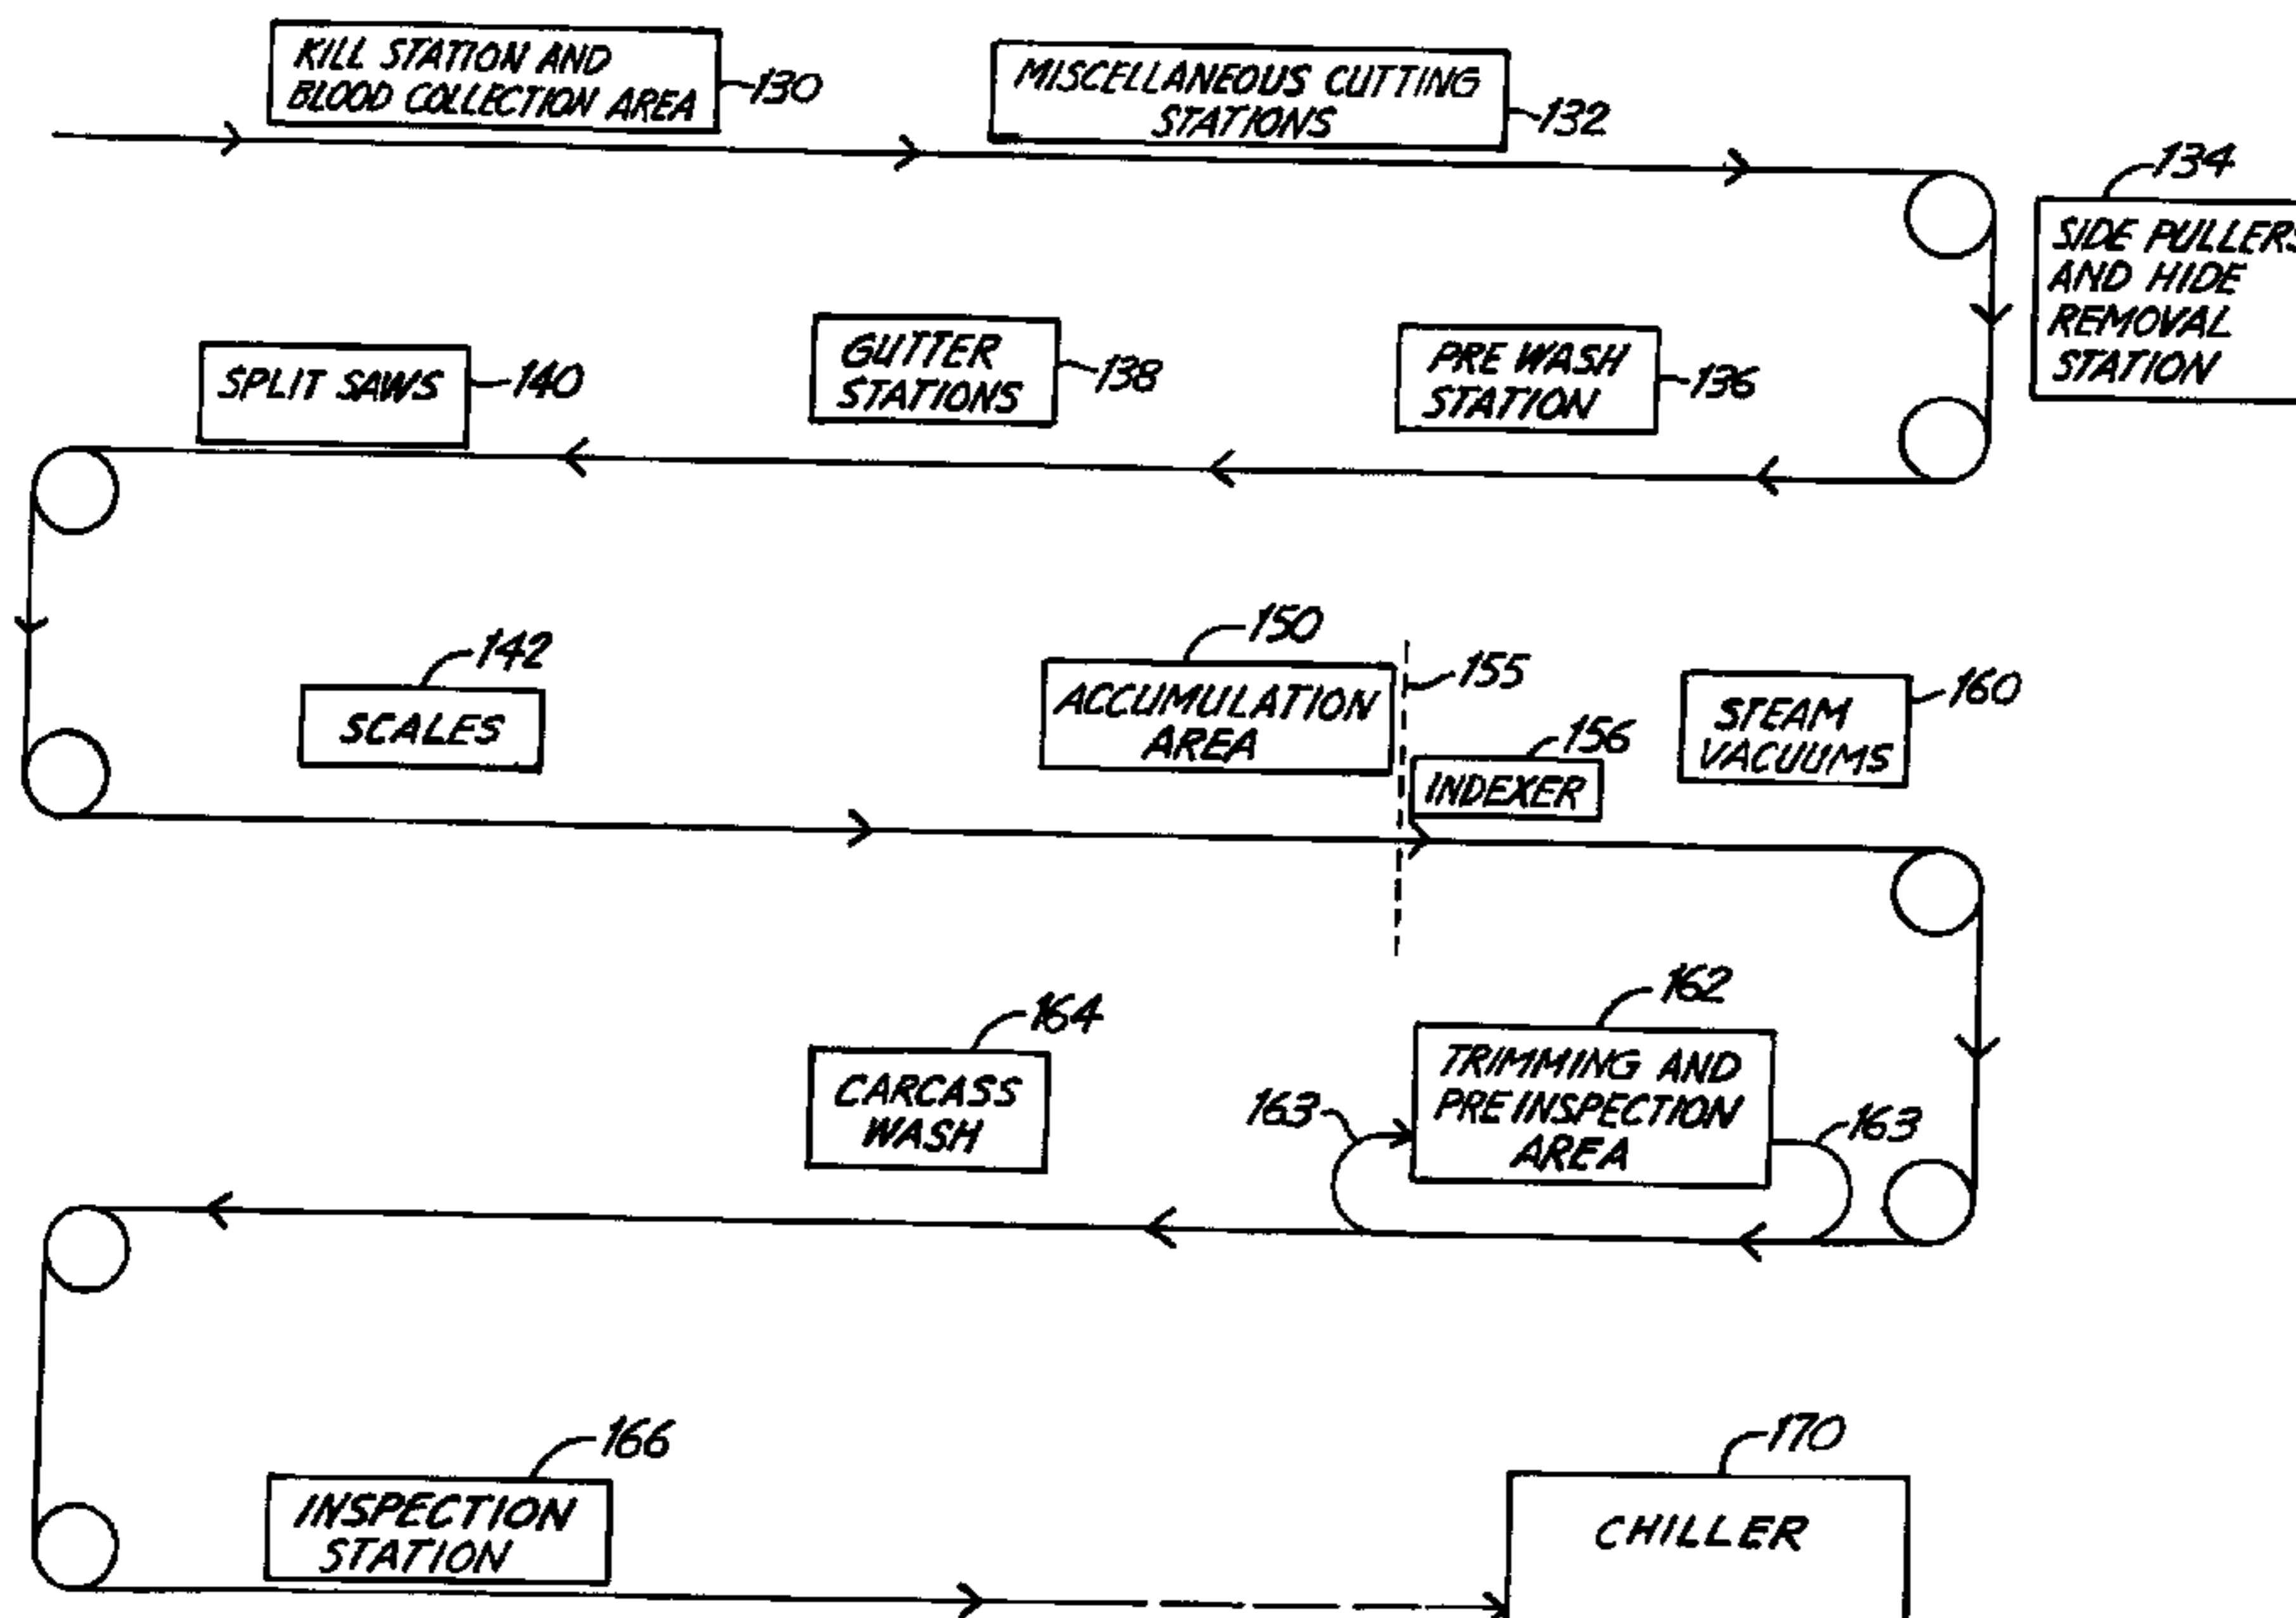 KILL STATION AND
BLOOD COLLECTION AREA
130
MISCELLANEOUS CUTTING
STATIONS
132
134
SIDE PULLERS
AND HIDE
REMOVAL
STATION
SPLIT SAWS
140
GUTTER
STATIONS
138
PRE WASH
STATION
136
142
SCALES
150
ACCUMULATION
AREA
155
156
INDEXER
160
STEAM
VACUUMS
164
CARCASS
WASH
163
162
TRIMMING AND
PRE INSPECTION
AREA
163
166
INSPECTION
STATION
170
CHILLER